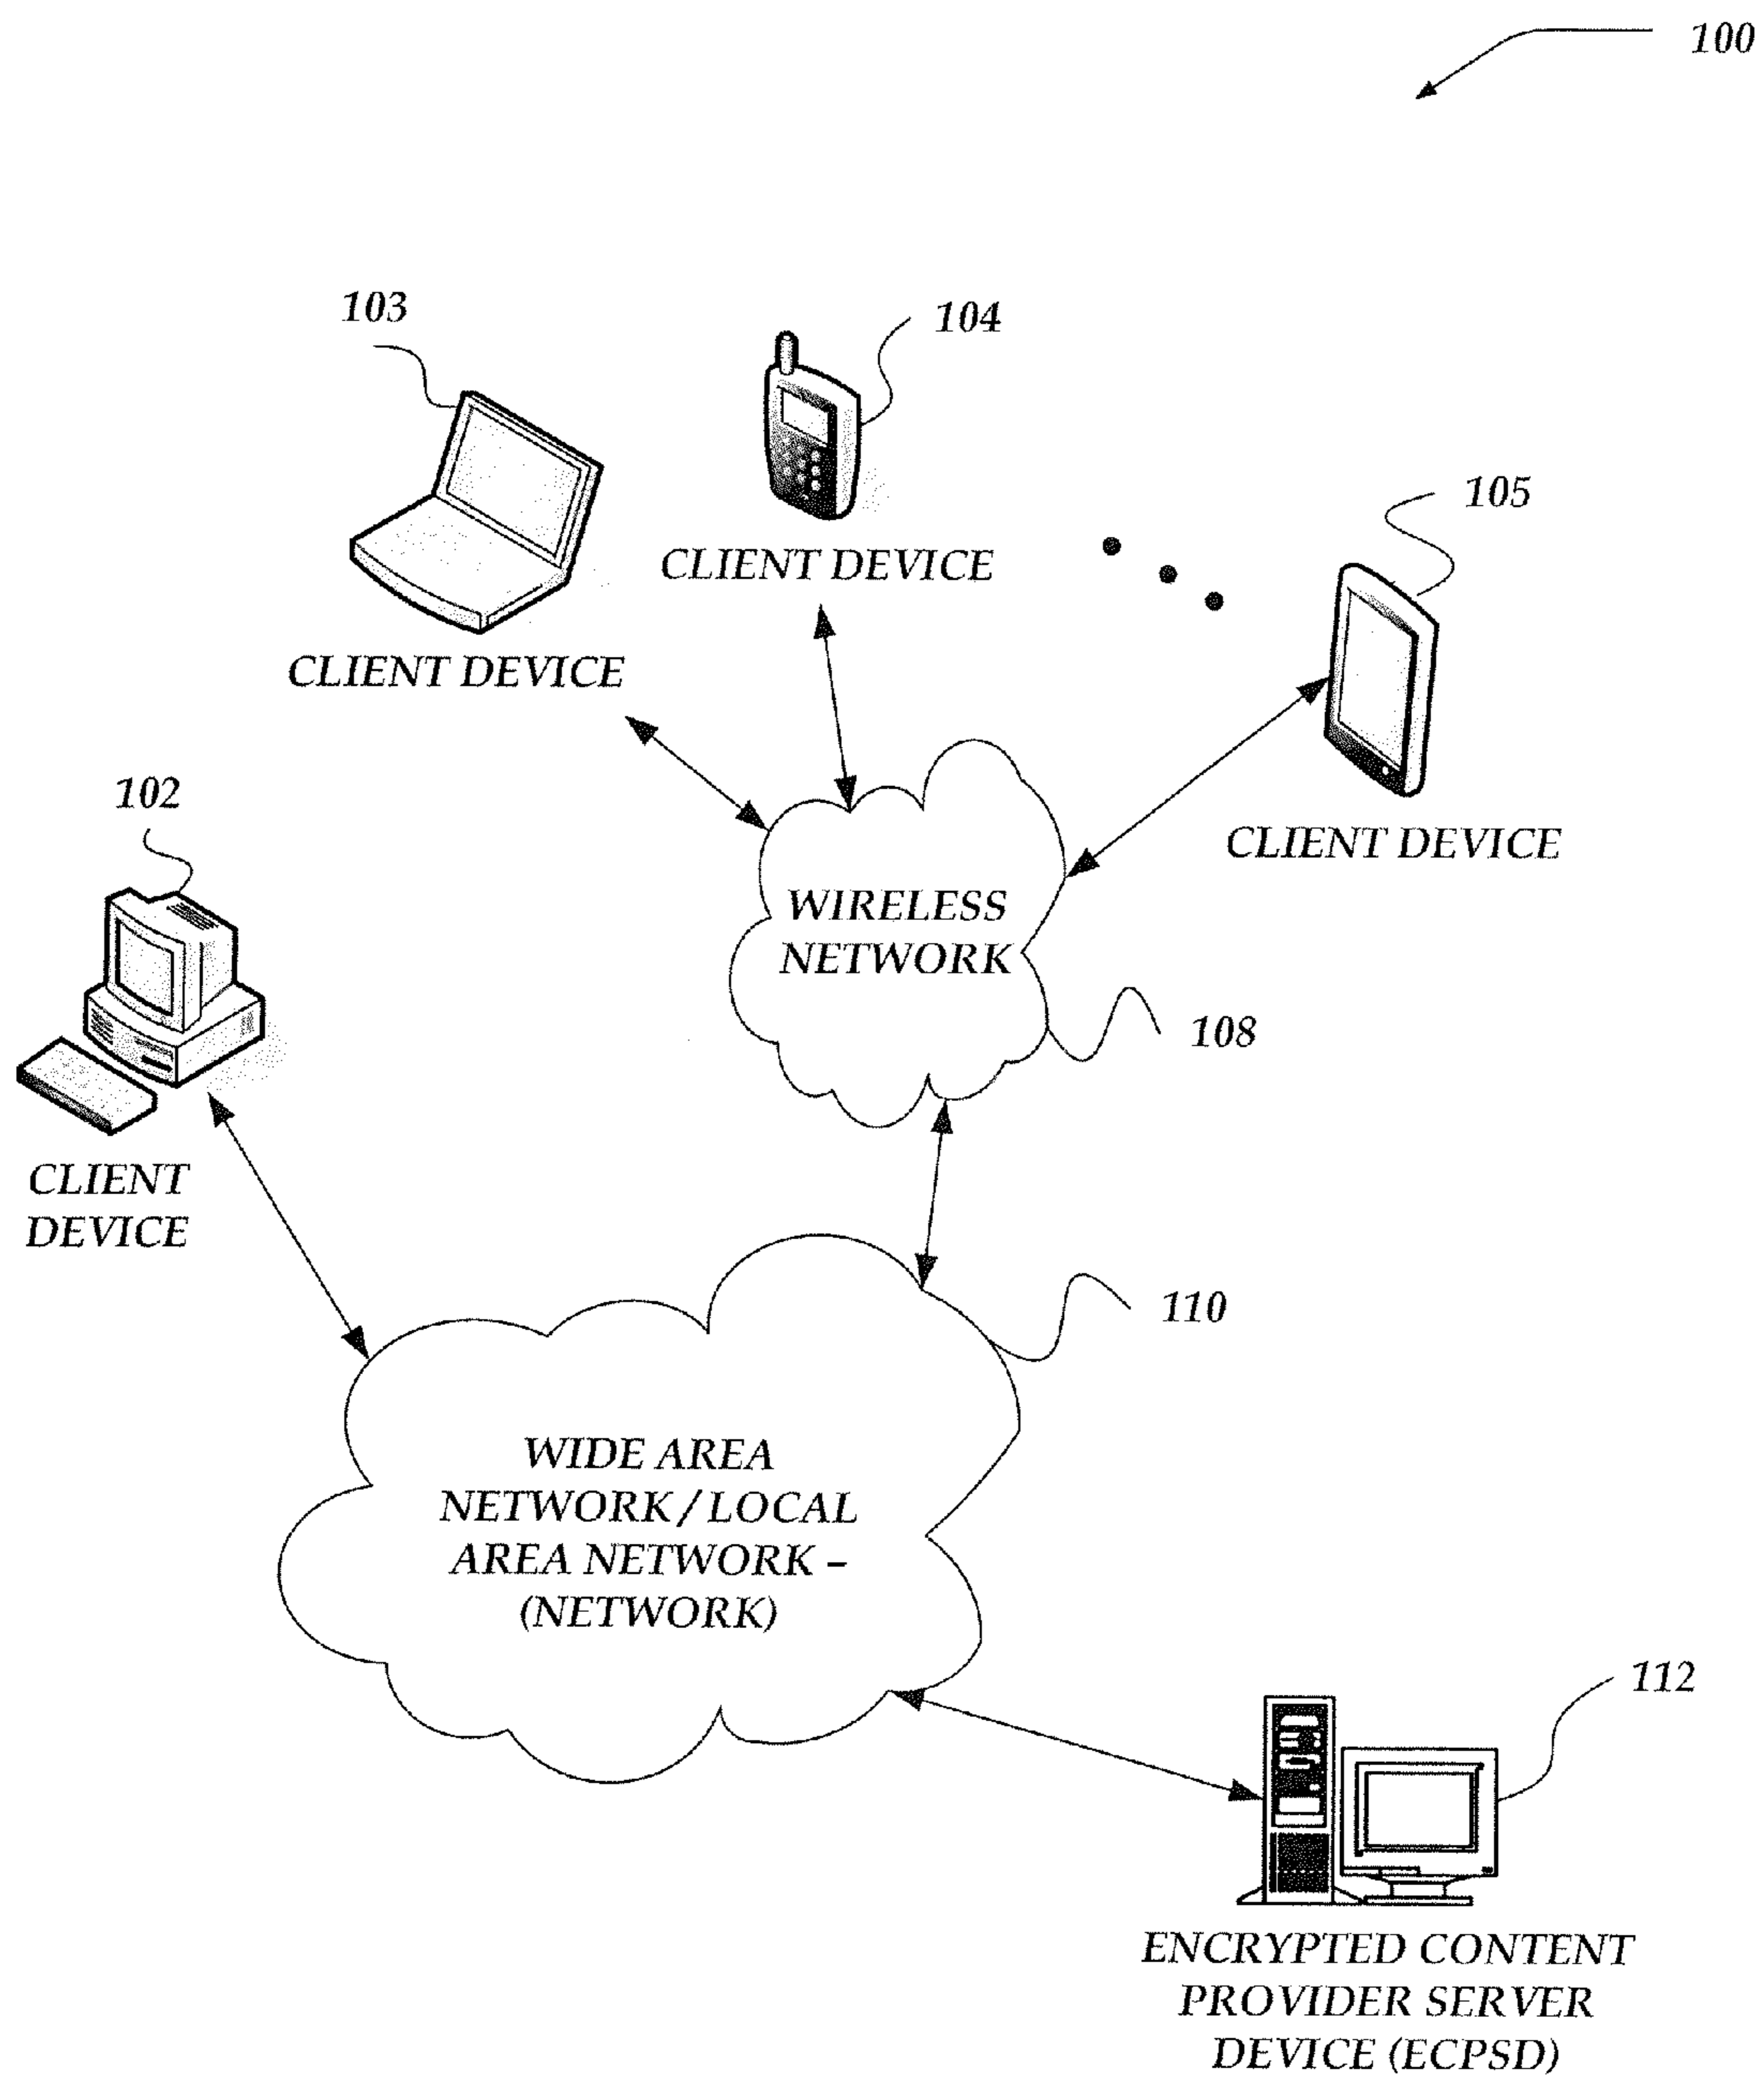 100
103
104
CLIENT DEVICE
105
CLIENT DEVICE
102
CLIENT DEVICE
WIRELESS
NETWORK
108
CLIENT
DEVICE
110
WIDE AREA
NETWORK/LOCAL
AREA NETWORK –
(NETWORK)
112
ENCRYPTED CONTENT
PROVIDER SERVER
DEVICE (ECPSD)